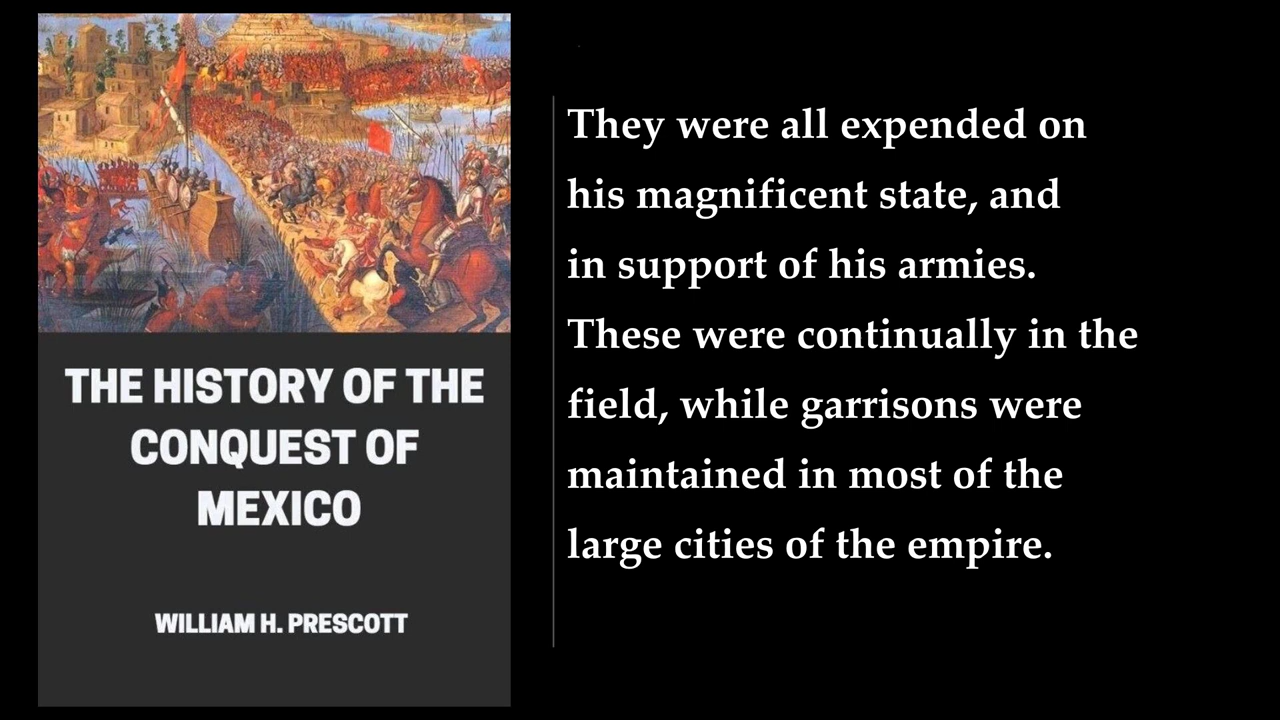 THE HISTORY OF THE
CONQUEST OF
MEXICO
WILLIAM H. PRESCOTT
They were all expended on
his magnificent state, and
in support of his armies.
These were continually in the
field, while garrisons were
maintained in most of the
large cities of the empire.